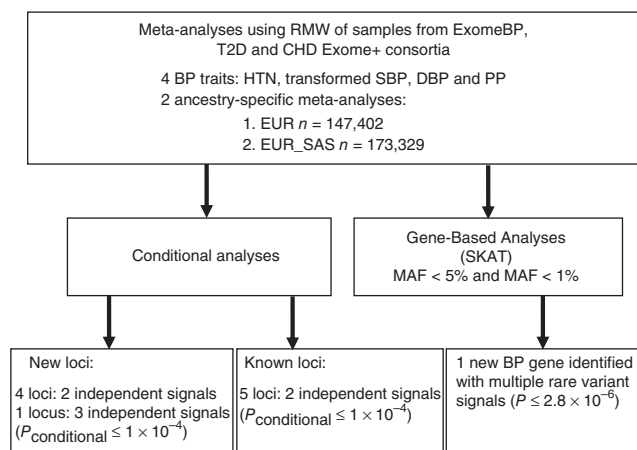 Meta-analyses using RMW of samples from ExomeBP,
T2D and CHD Exome+ consortia
4 BP traits: HTN, transformed SBP, DBP and PP
2 ancestry-specific meta-analyses:
1. EUR n = 147,402
2. EUR_SAS n = 173,329
Conditional analyses
Gene-Based Analyses
(SKAT)
MAF < 5% and MAF < 1%
New loci:
4 loci: 2 independent signals
1 locus: 3 independent signals
(Pconditional ≤ 1 × 10⁻⁴)
Known loci:
5 loci: 2 independent signals
(Pconditional ≤ 1 × 10⁻⁴)
1 new BP gene identified
with multiple rare variant
signals (P ≤ 2.8 × 10⁻⁶)